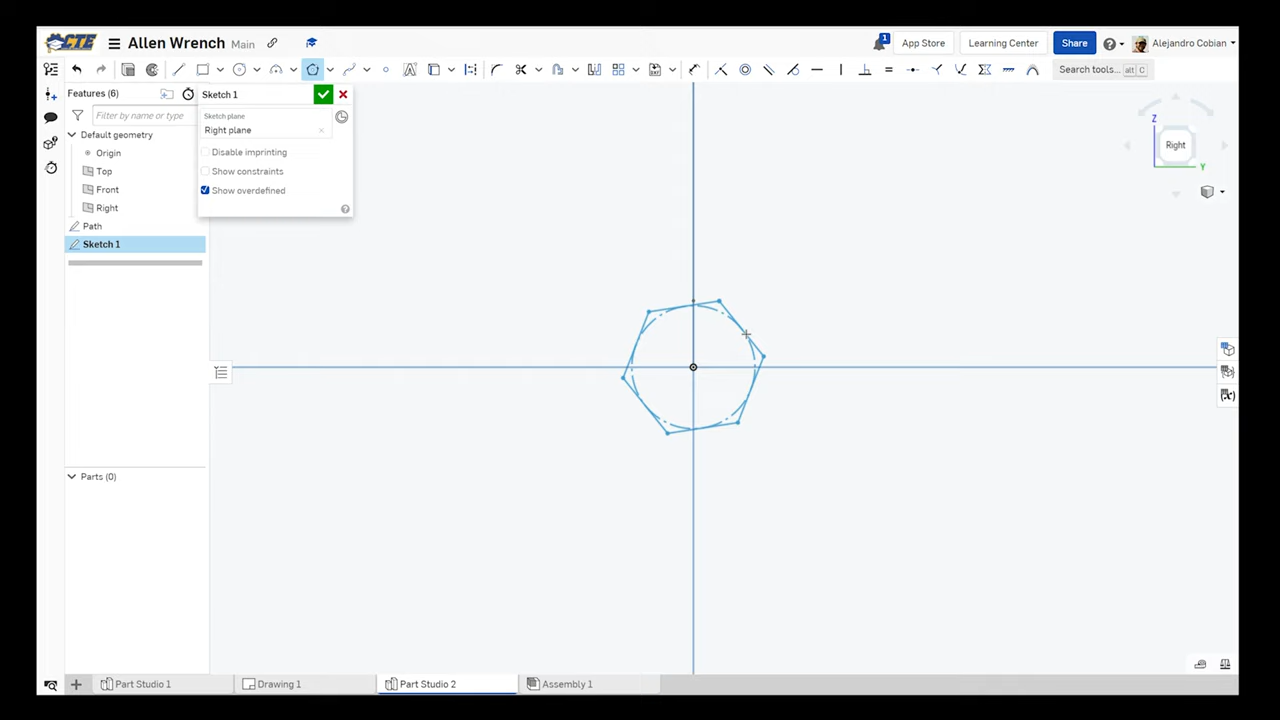 CTE Allen Wrench Main 1 App Store Learning Center Share Alejandro Cobian
Search tools... alt C
Features (6)
Filter by name or type
Default geometry
Origin
Top
Front
Right
Path
Sketch 1
Sketch 1
Sketch plane
Right plane
Disable imprinting
Show constraints
Show overdefined
Z
Right
Y
(x)
Parts (0)
Part Studio 1 Drawing 1 Part Studio 2 Assembly 1